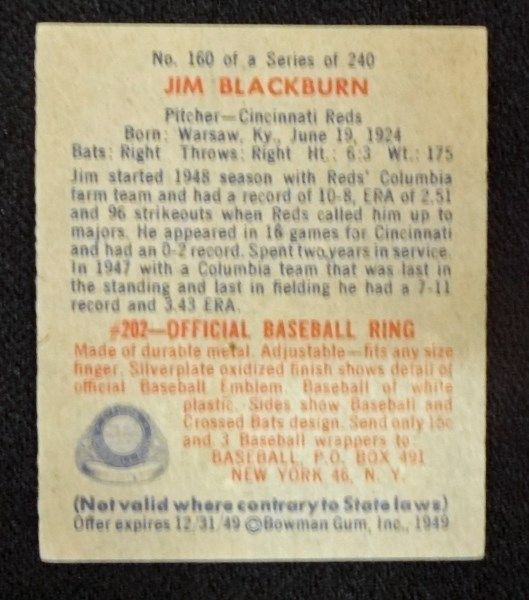 No. 160 of a Series of 240
JIM BLACKBURN
Pitcher—Cincinnati Reds
Born: Warsaw, Ky., June 19, 1924
Bats: Right Throws: Right Ht.: 6:3 Wt.: 175
Jim started 1948 season with Reds' Columbia
farm team and had a record of 10-8, ERA of 2.51
and 96 strikeouts when Reds called him up to
majors. He appeared in 16 games for Cincinnati
and had an 0-2 record. Spent two years in service.
In 1947 with a Columbia team that was last in
the standing and last in fielding he had a 7-11
record and 3.43 ERA.
#202—OFFICIAL BASEBALL RING
Made of durable metal. Adjustable—fits any size
finger. Silverplate oxidized finish shows detail of
official Baseball Emblem. Baseball of white
plastic. Sides show Baseball and
Crossed Bats design. Send only 15c
and 3 Baseball wrappers to:
BASEBALL, P.O. BOX 491
NEW YORK 46, N. Y.
(Not valid where contrary to State laws)
Offer expires 12/31/49 ©Bowman Gum, Inc., 1949